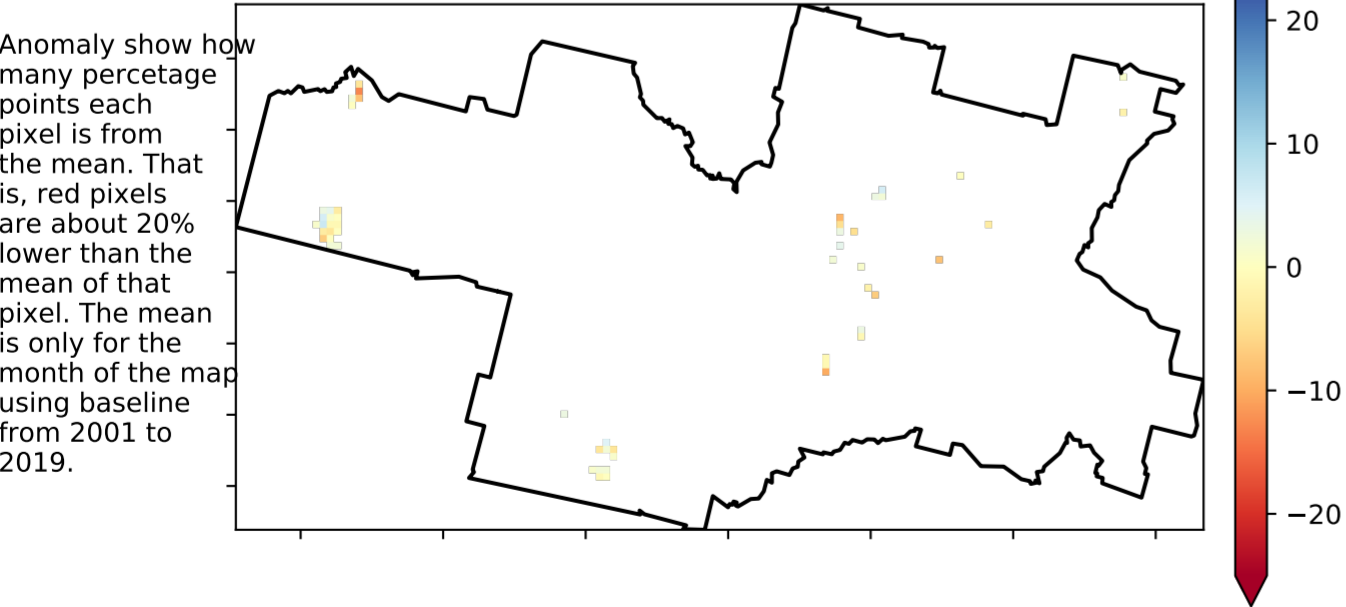 Anomaly show how
many percetage
points each
pixel is from
the mean. That
is, red pixels
are about 20%
lower than the
mean of that
pixel. The mean
is only for the
month of the map
using baseline
from 2001 to
2019.
20
10
0
−10
−20